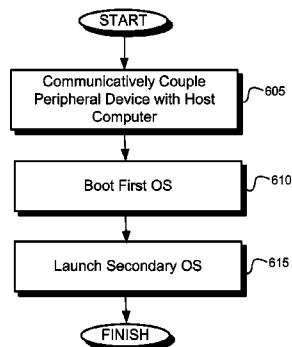 START
Communicatively Couple
Peripheral Device with Host
Computer
605
Boot First OS
610
Launch Secondary OS
615
FINISH